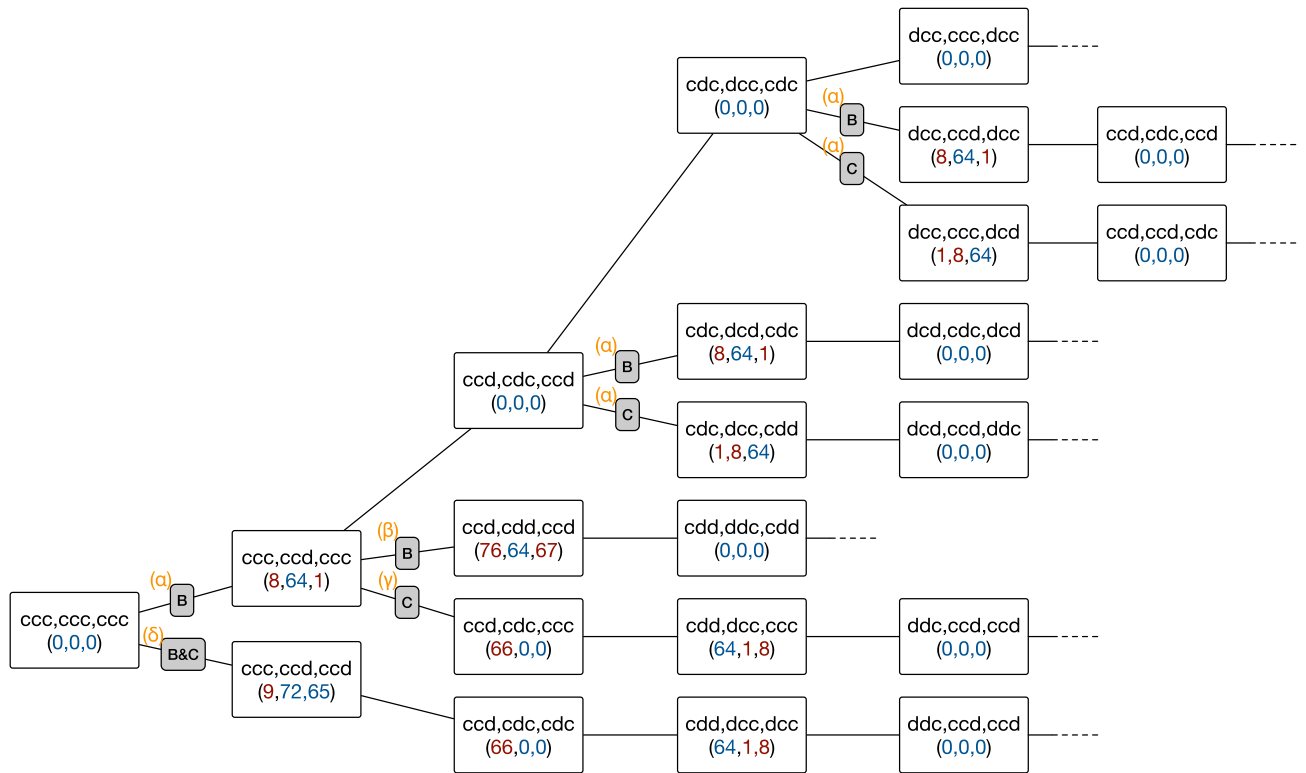 dcc,ccc,dcc
(0,0,0)
cdc,dcc,cdc
(0,0,0)
(α)
B
dcc,ccd,dcc
(8,64,1)
ccd,cdc,ccd
(0,0,0)
(α)
C
dcc,ccc,dcd
(1,8,64)
ccd,ccd,cdc
(0,0,0)
ccd,cdc,ccd
(0,0,0)
(α)
B
cdc,dcd,cdc
(8,64,1)
dcd,cdc,dcd
(0,0,0)
(α)
C
cdc,dcc,cdd
(1,8,64)
dcd,ccd,ddc
(0,0,0)
ccc,ccc,ccc
(0,0,0)
(α)
B
ccc,ccd,ccc
(8,64,1)
(β)
B
ccd,cdd,ccd
(76,64,67)
cdd,ddc,cdd
(0,0,0)
(γ)
C
ccd,cdc,ccc
(66,0,0)
cdd,dcc,ccc
(64,1,8)
ddc,ccd,ccd
(0,0,0)
(δ)
B&C
ccc,ccd,ccd
(9,72,65)
ccd,cdc,cdc
(66,0,0)
cdd,dcc,dcc
(64,1,8)
ddc,ccd,ccd
(0,0,0)